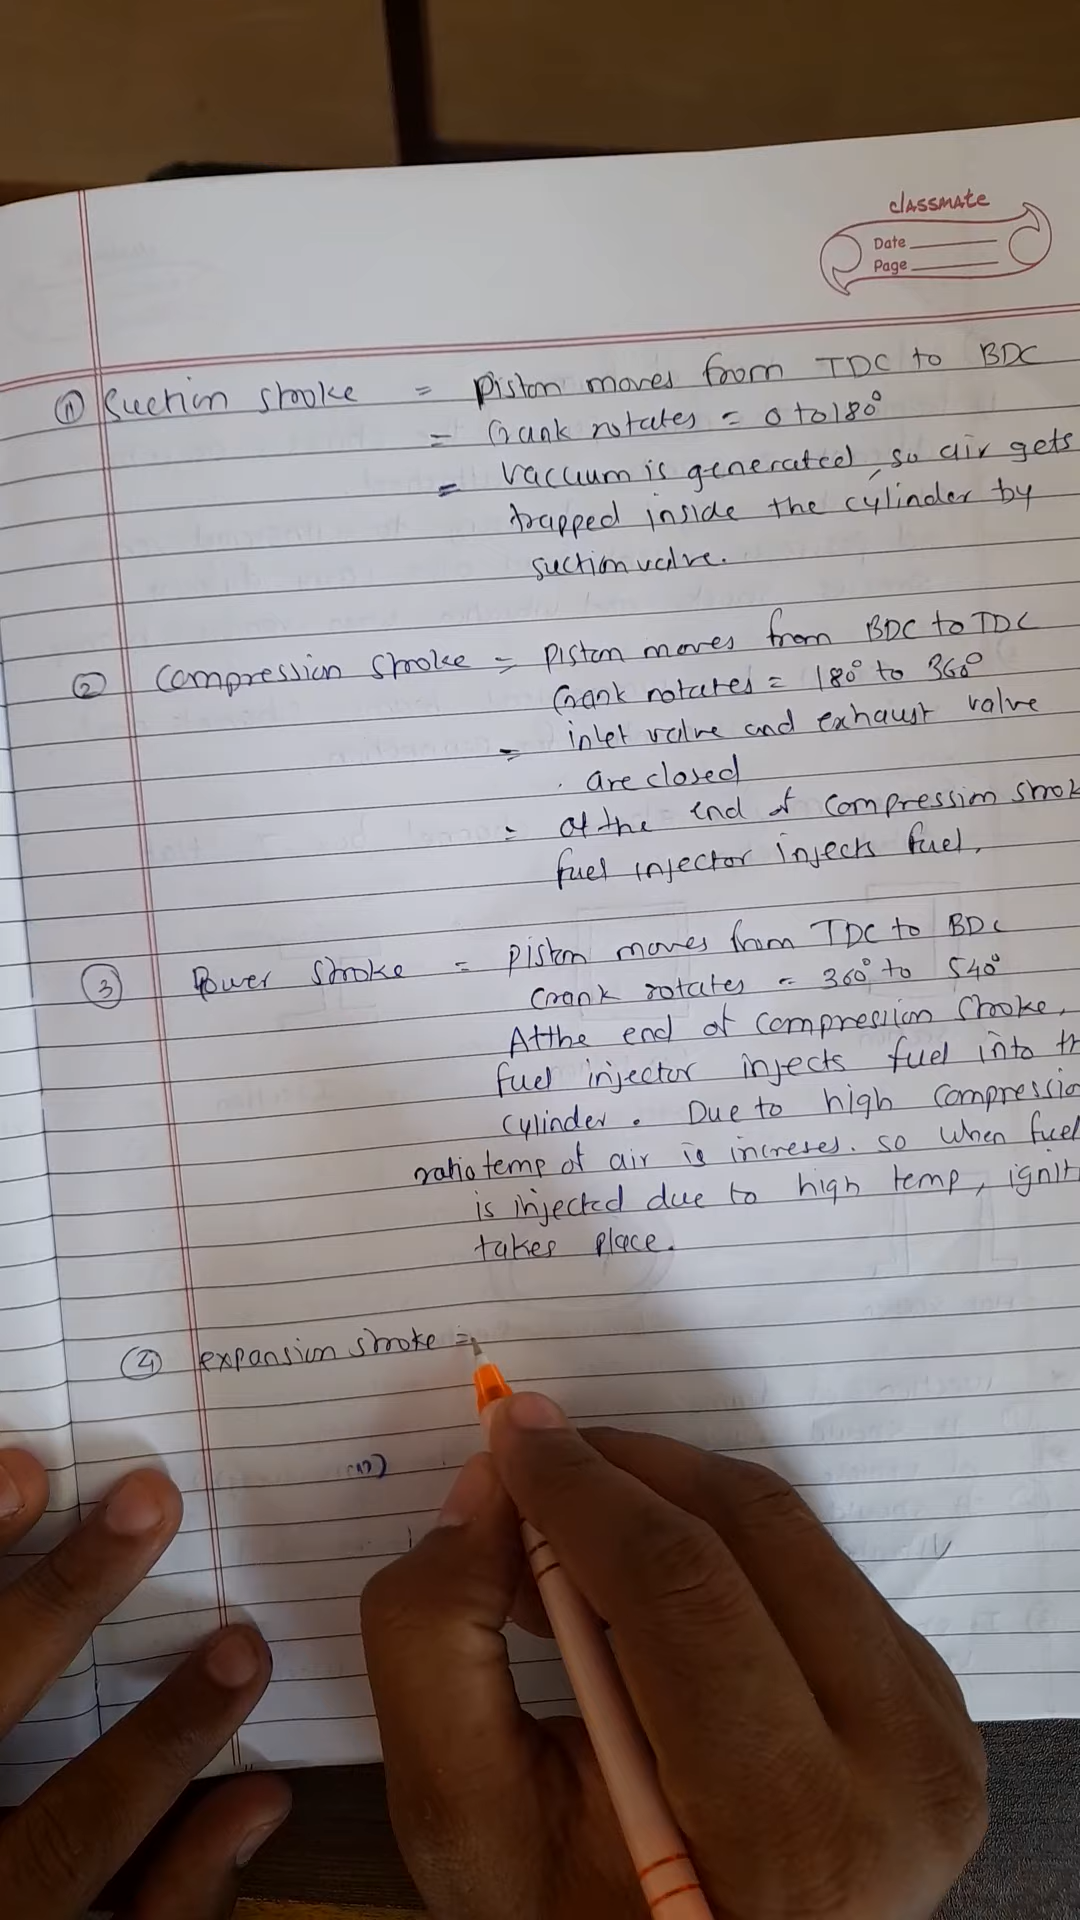 classmate
Date
Page
① Suction stroke = piston moves from TDC to BDC
= Crank rotates = 0 to 180°
= vaccum is generated, so air gets
trapped inside the cylinder by
suction valve.
② Compression stroke = piston moves from BDC to TDC
Crank rotates = 180° to 360°
= inlet valve and exhaust valve
are closed
= at the end of compression strok
fuel injector injects fuel.
③ Power stroke = piston moves from TDC to BDC
Crank rotates = 360° to 540°
At the end of compression stroke,
fuel injector injects fuel into th
cylinder. Due to high compressio
ratio temp of air is increses. so when fuel
is injected due to high temp, ignit
takes place.
④ expansion stroke =